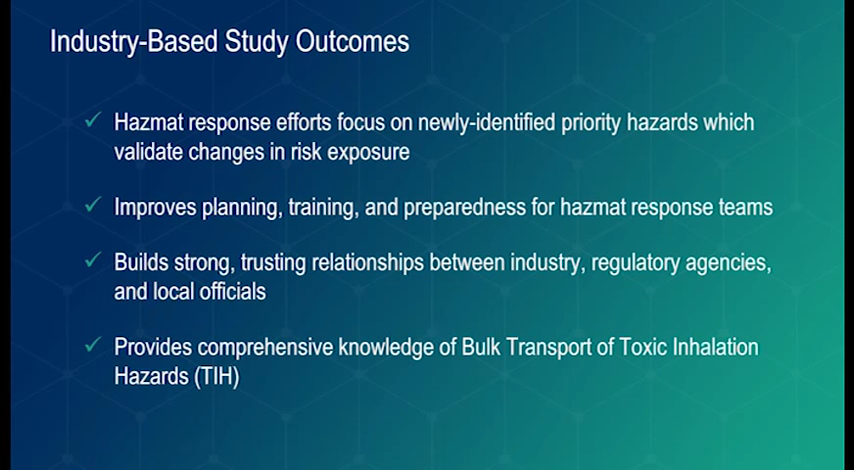 Industry-Based Study Outcomes
Hazmat response efforts focus on newly-identified priority hazards which
validate changes in risk exposure
Improves planning, training, and preparedness for hazmat response teams
Builds strong, trusting relationships between industry, regulatory agencies,
and local officials
Provides comprehensive knowledge of Bulk Transport of Toxic Inhalation
Hazards (TIH)